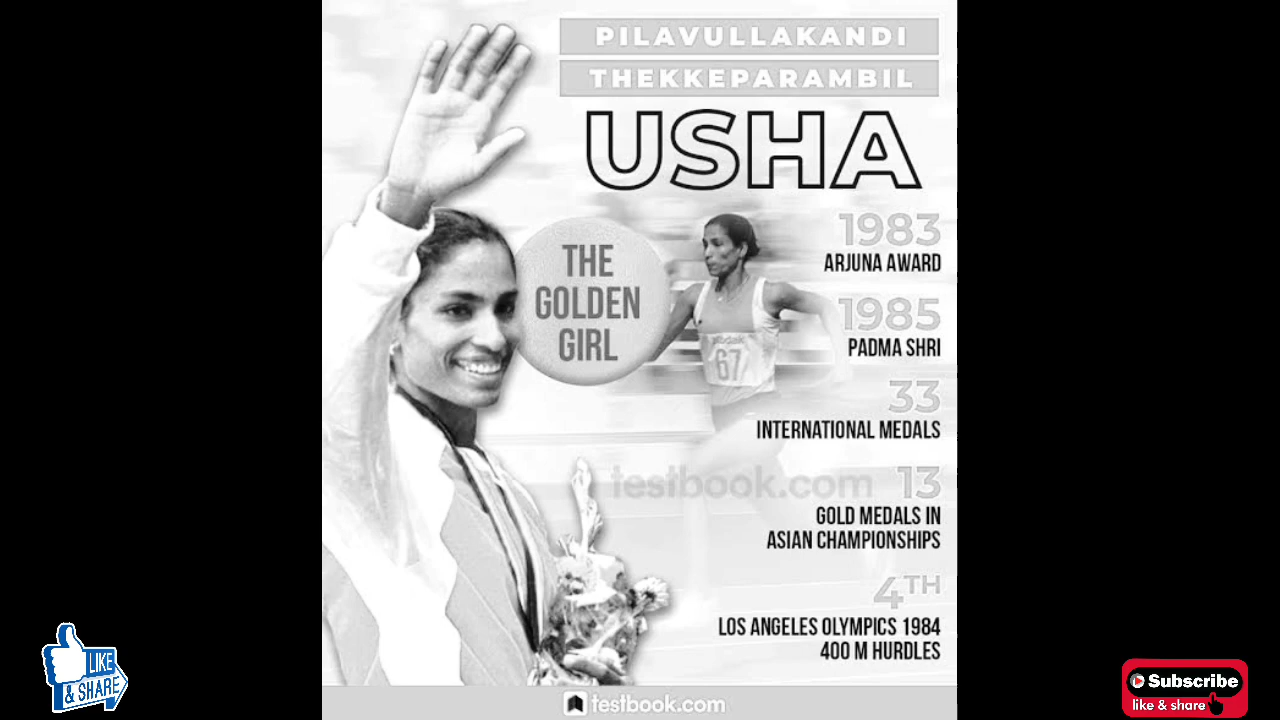 PILAVULLAKANDI
THEKKEPARAMBIL
USHA
THE
GOLDEN
GIRL
1983
ARJUNA AWARD
1985
PADMA SHRI
33
INTERNATIONAL MEDALS
13
GOLD MEDALS IN
ASIAN CHAMPIONSHIPS
4TH
LOS ANGELES OLYMPICS 1984
400 M HURDLES
kodak
67
testbook.com
testbook.com
LIKE
& SHARE
Subscribe
like & share